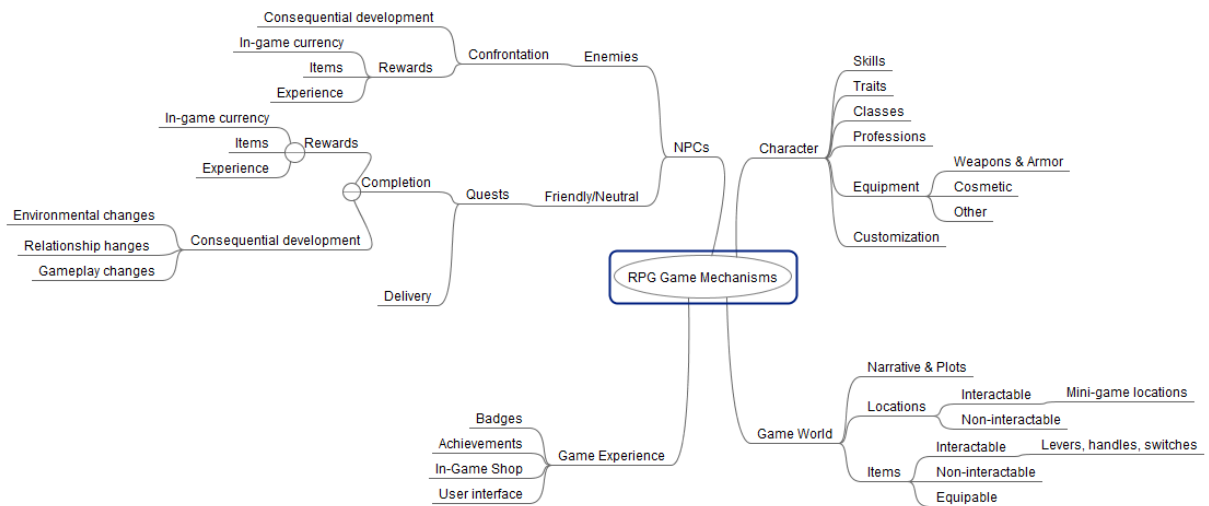 RPG Game Mechanisms
NPCs
Enemies
Confrontation
Consequential development
Rewards
In-game currency
Items
Experience
Friendly/Neutral
Quests
Completion
Rewards
In-game currency
Items
Experience
Consequential development
Environmental changes
Relationship hanges
Gameplay changes
Delivery
Game Experience
Badges
Achievements
In-Game Shop
User interface
Character
Skills
Traits
Classes
Professions
Equipment
Weapons & Armor
Cosmetic
Other
Customization
Game World
Narrative & Plots
Locations
Interactable
Mini-game locations
Non-interactable
Items
Interactable
Levers, handles, switches
Non-interactable
Equipable